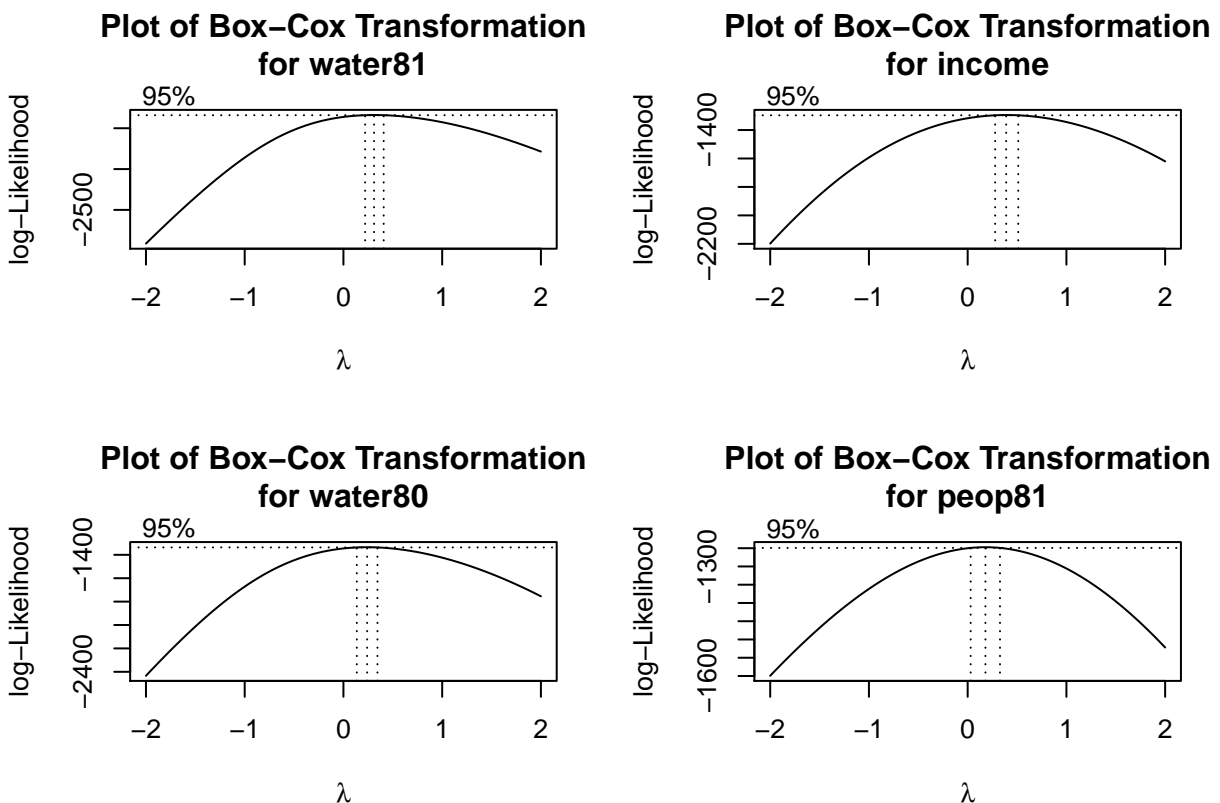 Plot of Box−Cox Transformation
for water81
95%
log−Likelihood
−2500
−2 −1 0 1 2
λ
Plot of Box−Cox Transformation
for income
95%
log−Likelihood
−1400
−2200
−2 −1 0 1 2
λ
Plot of Box−Cox Transformation
for water80
95%
log−Likelihood
−1400
−2400
−2 −1 0 1 2
λ
Plot of Box−Cox Transformation
for peop81
95%
log−Likelihood
−1300
−1600
−2 −1 0 1 2
λ